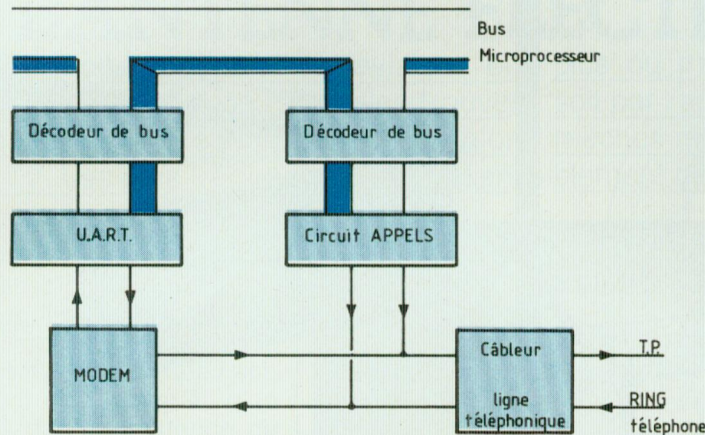 Bus
Microprocesseur
Décodeur de bus
Décodeur de bus
U.A.R.T.
Circuit APPELS
MODEM
Câbleur
ligne
téléphonique
T.P.
RING
téléphone